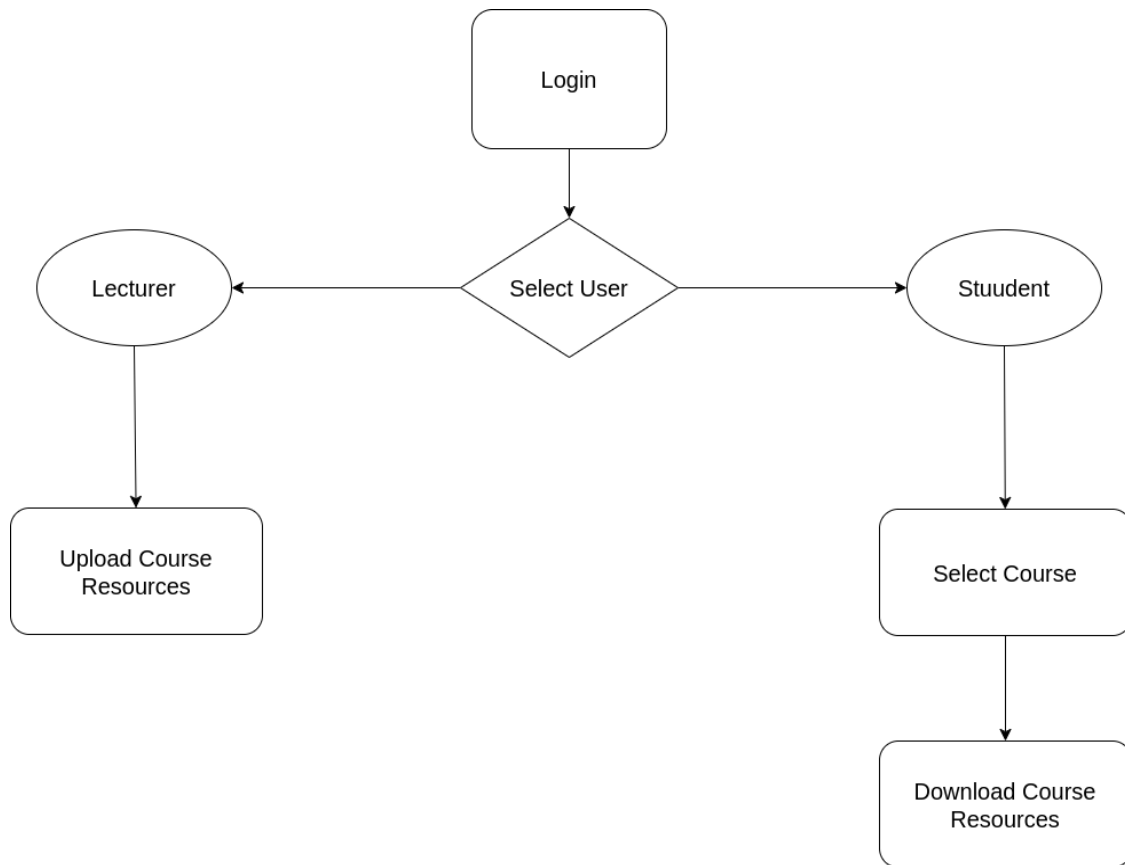 Login
Lecturer
Select User
Stuudent
Upload Course
Resources
Select Course
Download Course
Resources